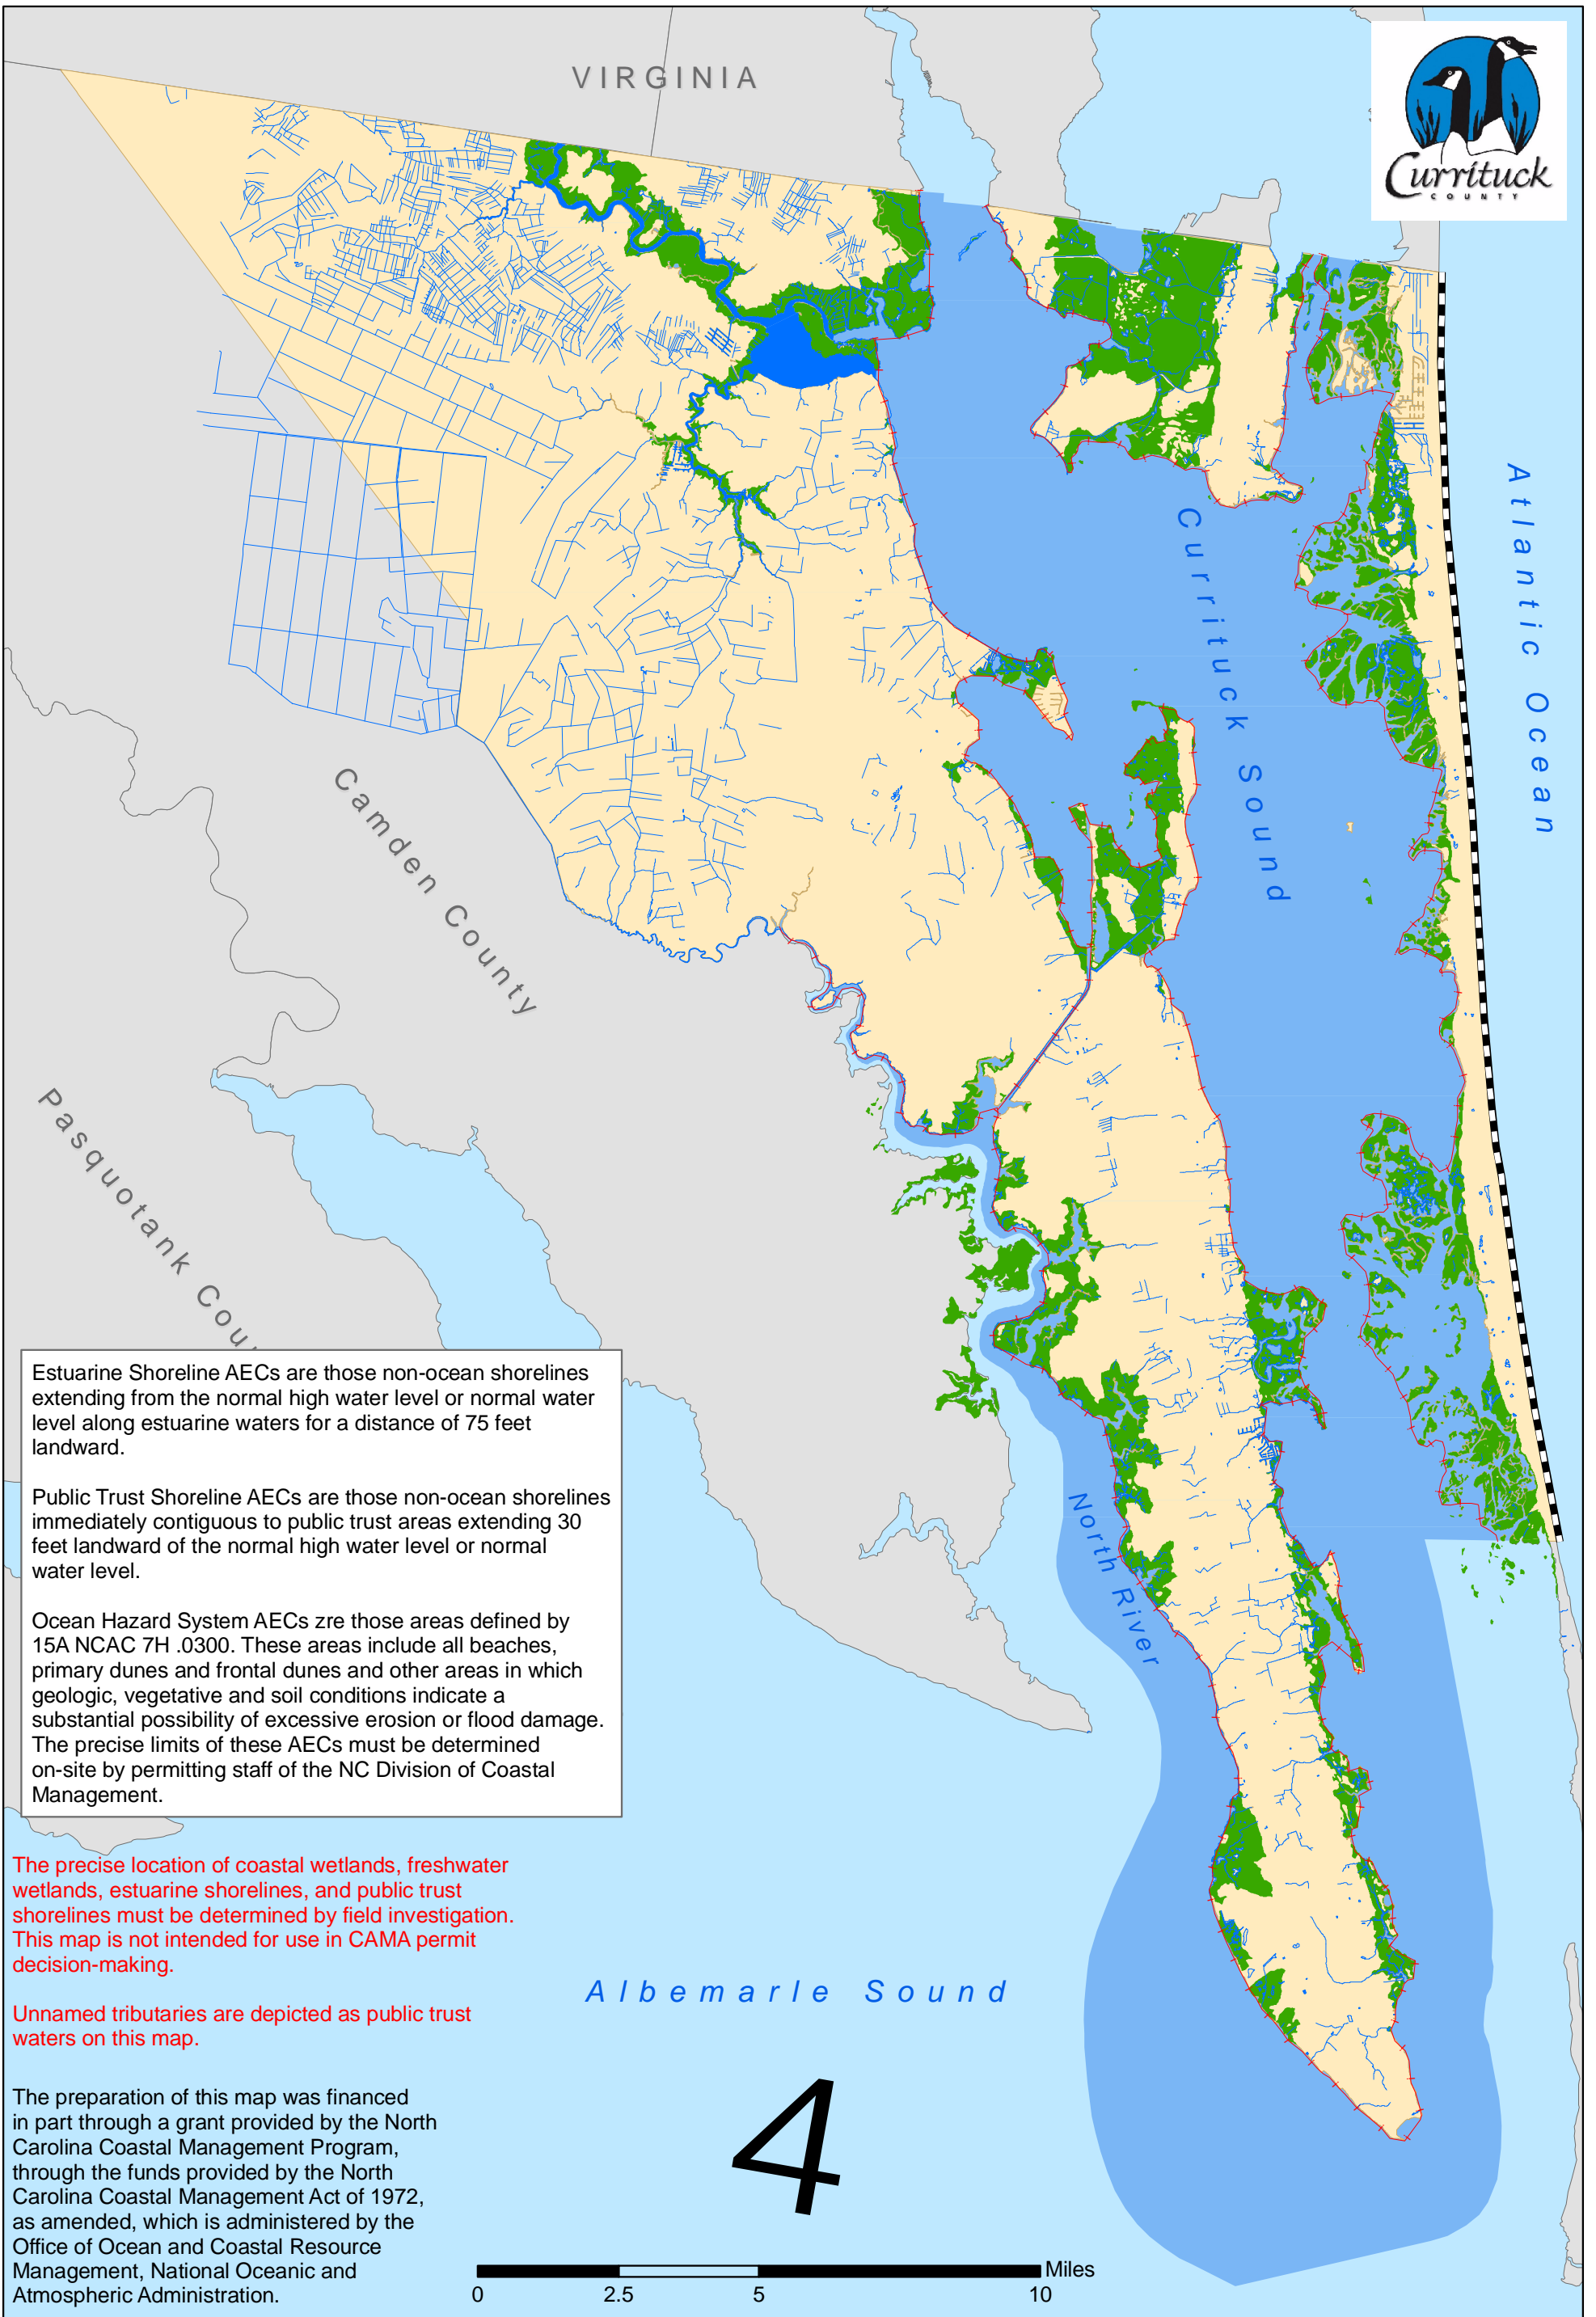 VIRGINIA
Currituck
COUNTY
Atlantic Ocean
Currituck Sound
Camden County
Pasquotank Cou
North River
Estuarine Shoreline AECs are those non-ocean shorelines
extending from the normal high water level or normal water
level along estuarine waters for a distance of 75 feet
landward.
Public Trust Shoreline AECs are those non-ocean shorelines
immediately contiguous to public trust areas extending 30
feet landward of the normal high water level or normal
water level.
Ocean Hazard System AECs zre those areas defined by
15A NCAC 7H .0300. These areas include all beaches,
primary dunes and frontal dunes and other areas in which
geologic, vegetative and soil conditions indicate a
substantial possibility of excessive erosion or flood damage.
The precise limits of these AECs must be determined
on-site by permitting staff of the NC Division of Coastal
Management.
The precise location of coastal wetlands, freshwater
wetlands, estuarine shorelines, and public trust
shorelines must be determined by field investigation.
This map is not intended for use in CAMA permit
decision-making.
Unnamed tributaries are depicted as public trust
waters on this map.
Albemarle Sound
The preparation of this map was financed
in part through a grant provided by the North
Carolina Coastal Management Program,
through the funds provided by the North
Carolina Coastal Management Act of 1972,
as amended, which is administered by the
Office of Ocean and Coastal Resource
Management, National Oceanic and
Atmospheric Administration.
4
Miles
0 2.5 5 10